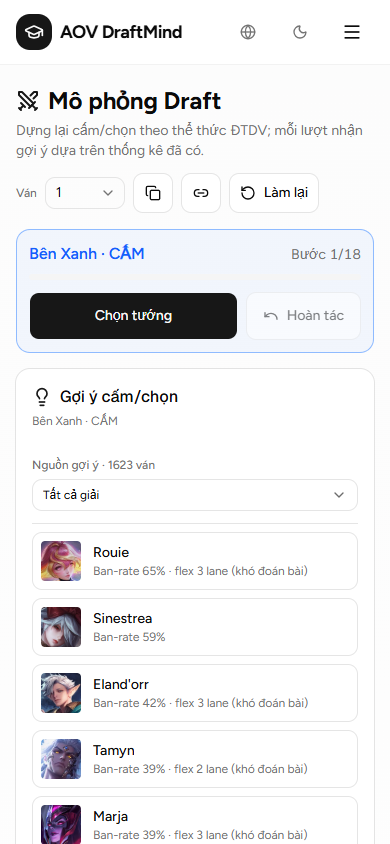 AOV DraftMind
Mô phỏng Draft
Dựng lại cấm/chọn theo thể thức ĐTDV; mỗi lượt nhận
gợi ý dựa trên thống kê đã có.
Ván 1 Làm lại
Bên Xanh · CẤM Bước 1/18
Chọn tướng Hoàn tác
Gợi ý cấm/chọn
Bên Xanh · CẤM
Nguồn gợi ý · 1623 ván
Tất cả giải
Rouie
Ban-rate 65% · flex 3 lane (khó đoán bài)
Sinestrea
Ban-rate 59%
Eland'orr
Ban-rate 42% · flex 3 lane (khó đoán bài)
Tamyn
Ban-rate 39% · flex 2 lane (khó đoán bài)
Marja
Ban-rate 39% · flex 3 lane (khó đoán bài)